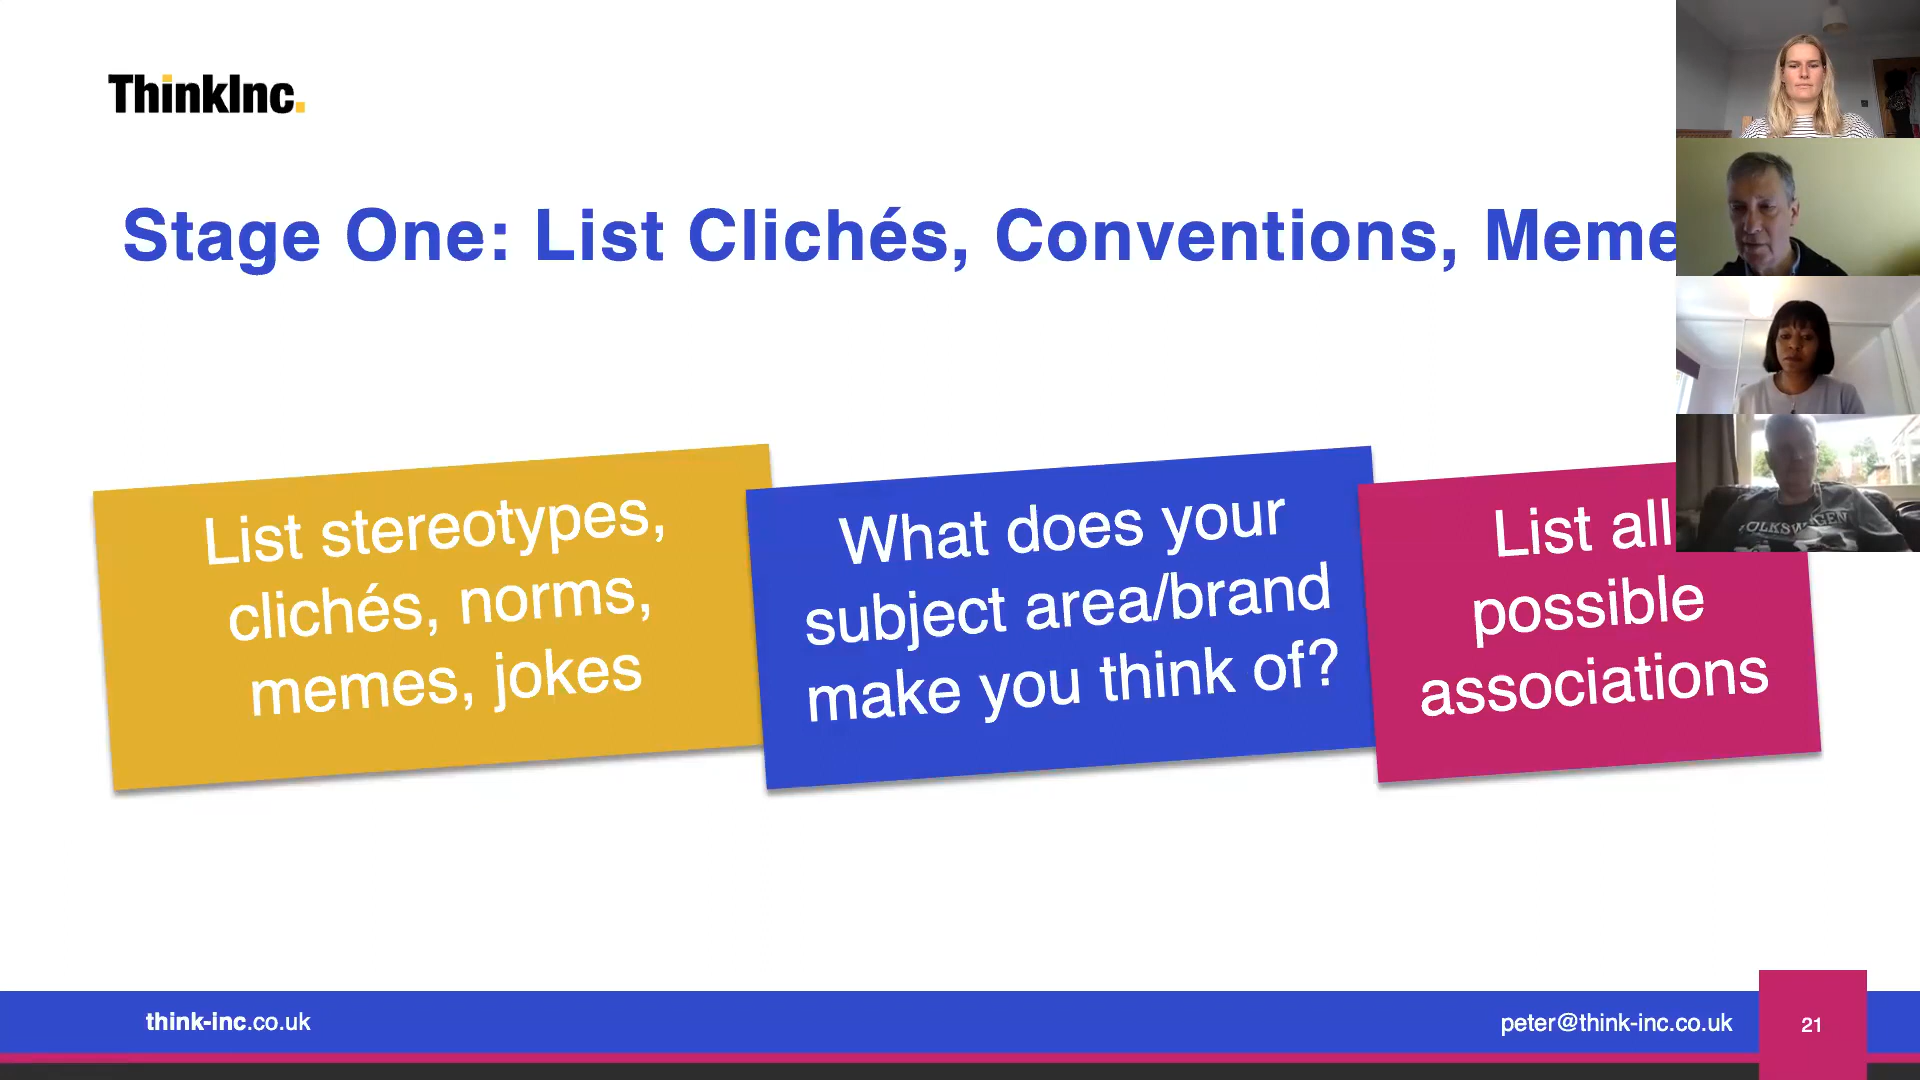 ThinkInc.
Stage One: List Clichés, Conventions, Meme
List stereotypes,
clichés, norms,
memes, jokes
What does your
subject area/brand
make you think of?
List all
possible
associations
VOLKSWAGEN
think-inc.co.uk
peter@think-inc.co.uk
21